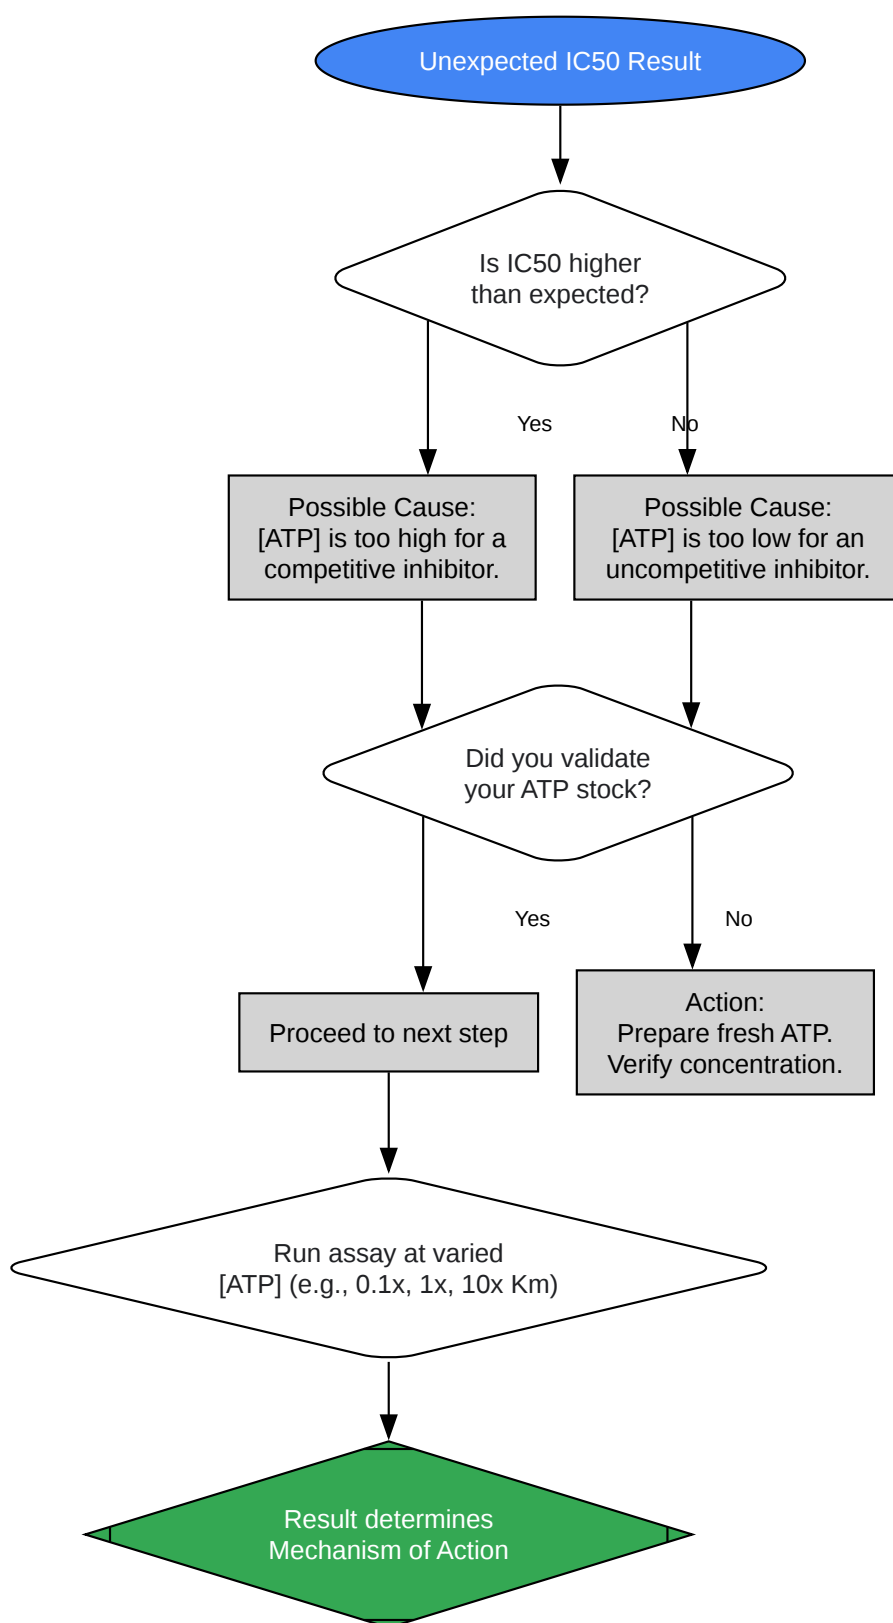 Unexpected IC50 Result
Is IC50 higher
than expected?
Yes
No
Possible Cause:
[ATP] is too high for a
competitive inhibitor.
Possible Cause:
[ATP] is too low for an
uncompetitive inhibitor.
Did you validate
your ATP stock?
Yes
No
Proceed to next step
Action:
Prepare fresh ATP.
Verify concentration.
Run assay at varied
[ATP] (e.g., 0.1x, 1x, 10x Km)
Result determines
Mechanism of Action